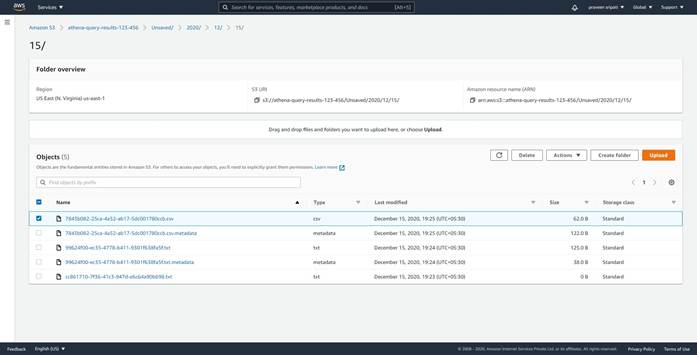 aws
Services
Search for services, features, marketplace products, and docs
[Alt+S]
praveen sripati
Global
Support
Amazon S3
athena-query-results-123-456
Unsaved/
2020/
12/
15/
15/
Folder overview
Region
US East (N. Virginia) us-east-1
S3 URI
s3://athena-query-results-123-456/Unsaved/2020/12/15/
Amazon resource name (ARN)
arn:aws:s3:::athena-query-results-123-456/Unsaved/2020/12/15/
Drag and drop files and folders you want to upload here, or choose Upload.
Objects (5)
Objects are the fundamental entities stored in Amazon S3. For others to access your objects, you'll need to explicitly grant them permissions. Learn more
Delete
Actions
Create folder
Upload
Find objects by prefix
1
Name
Type
Last modified
Size
Storage class
7845b082-25ca-4a52-ab17-5dc001780ccb.csv
csv
December 15, 2020, 19:25 (UTC+05:30)
62.0 B
Standard
7845b082-25ca-4a52-ab17-5dc001780ccb.csv.metadata
metadata
December 15, 2020, 19:25 (UTC+05:30)
122.0 B
Standard
99624f00-ec35-4778-b411-9301f638fa5f.txt
txt
December 15, 2020, 19:24 (UTC+05:30)
125.0 B
Standard
99624f00-ec35-4778-b411-9301f638fa5f.txt.metadata
metadata
December 15, 2020, 19:24 (UTC+05:30)
38.0 B
Standard
cc861710-7f36-41c3-947d-e6c64a90b698.txt
txt
December 15, 2020, 19:23 (UTC+05:30)
0 B
Standard
Feedback
English (US)
© 2008 - 2020, Amazon Internet Services Private Ltd. or its affiliates. All rights reserved.
Privacy Policy
Terms of Use